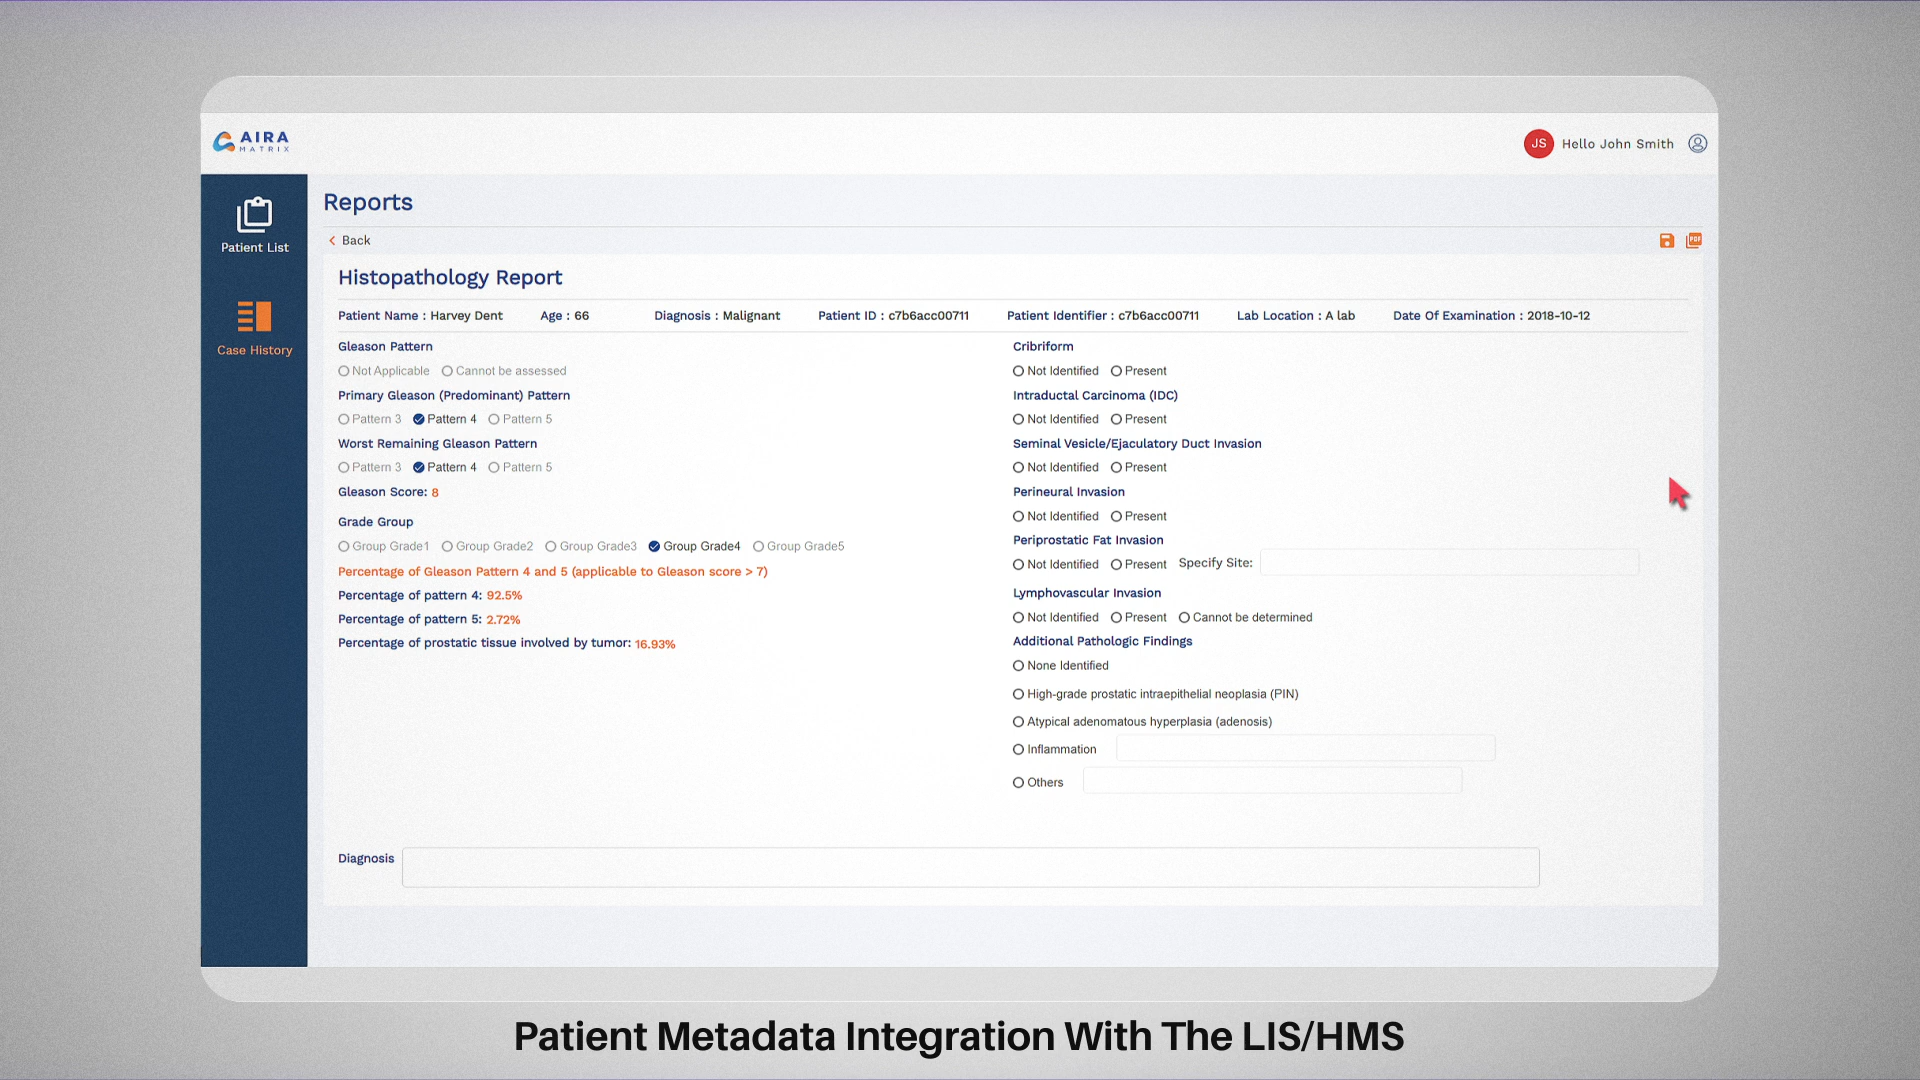 AIRA
MATRIX
JS Hello John Smith
Patient List
Case History
Reports
Back
PDF
Histopathology Report
Patient Name : Harvey Dent Age : 66 Diagnosis : Malignant Patient ID : c7b6acc00711 Patient Identifier : c7b6acc00711 Lab Location : A lab Date Of Examination : 2018-10-12
Gleason Pattern
Not Applicable Cannot be assessed
Primary Gleason (Predominant) Pattern
Pattern 3 Pattern 4 Pattern 5
Worst Remaining Gleason Pattern
Pattern 3 Pattern 4 Pattern 5
Gleason Score: 8
Grade Group
Group Grade1 Group Grade2 Group Grade3 Group Grade4 Group Grade5
Percentage of Gleason Pattern 4 and 5 (applicable to Gleason score > 7)
Percentage of pattern 4: 92.5%
Percentage of pattern 5: 2.72%
Percentage of prostatic tissue involved by tumor: 16.93%
Cribriform
Not Identified Present
Intraductal Carcinoma (IDC)
Not Identified Present
Seminal Vesicle/Ejaculatory Duct Invasion
Not Identified Present
Perineural Invasion
Not Identified Present
Periprostatic Fat Invasion
Not Identified Present Specify Site:
Lymphovascular Invasion
Not Identified Present Cannot be determined
Additional Pathologic Findings
None Identified
High-grade prostatic intraepithelial neoplasia (PIN)
Atypical adenomatous hyperplasia (adenosis)
Inflammation
Others
Diagnosis
Patient Metadata Integration With The LIS/HMS